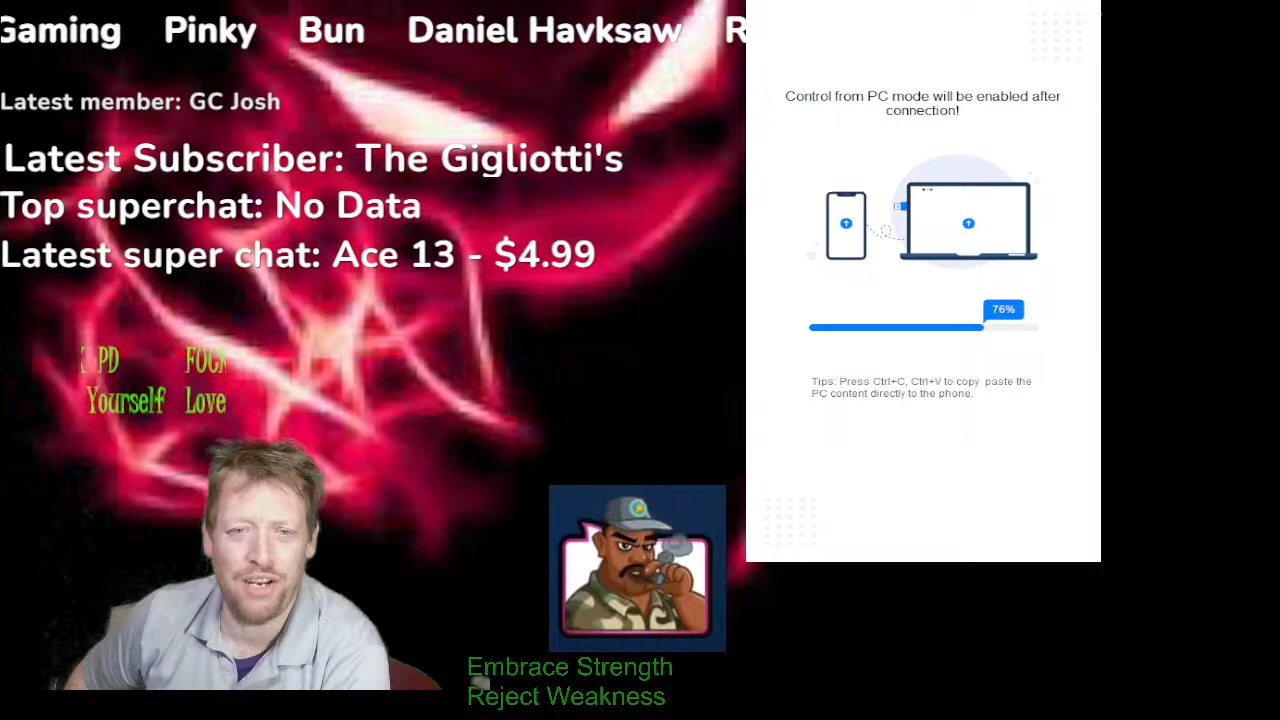 Gaming Pinky Bun Daniel Havksaw R
Latest member: GC Josh
Latest Subscriber: The Gigliotti's
Top superchat: No Data
Latest super chat: Ace 13 - $4.99
PD FUCK
Yourself Love
Embrace Strength
Reject Weakness
Control from PC mode will be enabled after
connection!
76%
Tips: Press Ctrl+C, Ctrl+V to copy paste the
PC content directly to the phone.